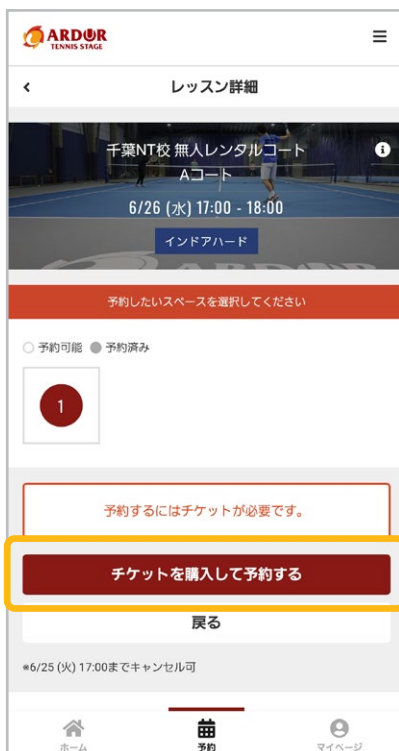 ARDOR
TENNIS STAGE
レッスン詳細
千葉NT校 無人レンタルコート
Aコート
6/26 (水) 17:00 - 18:00
インドアハード
ARDOR
予約したいスペースを選択してください
予約可能 予約済み
1
予約するにはチケットが必要です。
チケットを購入して予約する
戻る
※6/25 (火) 17:00までキャンセル可
ホーム 予約 マイページ